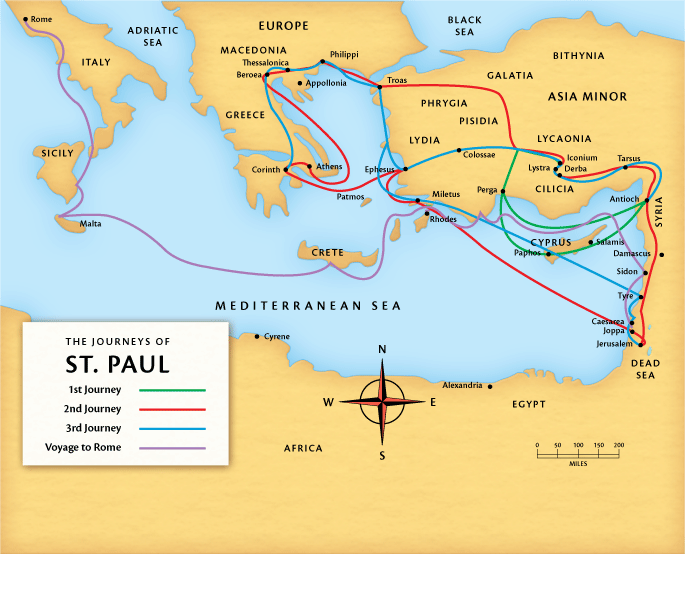 Rome
ADRIATIC
SEA
EUROPE
BLACK
SEA
ITALY
MACEDONIA
Philippi
Thessalonica
Beroea
Appollonia
Troas
BITHYNIA
GALATIA
ASIA MINOR
PHRYGIA
PISIDIA
GREECE
LYDIA
LYCAONIA
SICILY
Colossae
Iconium
Tarsus
Corinth
Athens
Ephesus
Lystra
Derba
Patmos
Miletus
Perga
CILICIA
Antioch
SYRIA
Malta
Rhodes
CRETE
CYPRUS
Salamis
Paphos
Damascus
Sidon
MEDITERRANEAN SEA
Tyre
Caesarea
Joppa
Jerusalem
Cyrene
DEAD
SEA
THE JOURNEYS OF
ST. PAUL
1st Journey
2nd Journey
3rd Journey
Voyage to Rome
N
W
E
S
Alexandria
EGYPT
AFRICA
0 50 100 150 200
MILES